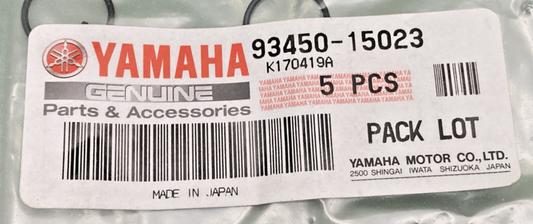 YAMAHA
93450-15023
K170419A
GENUINE
Parts & Accessories
5 PCS
PACK LOT
YAMAHA MOTOR CO.,LTD.
2500 SHINGAI IWATA SHIZUOKA JAPAN
MADE IN JAPAN